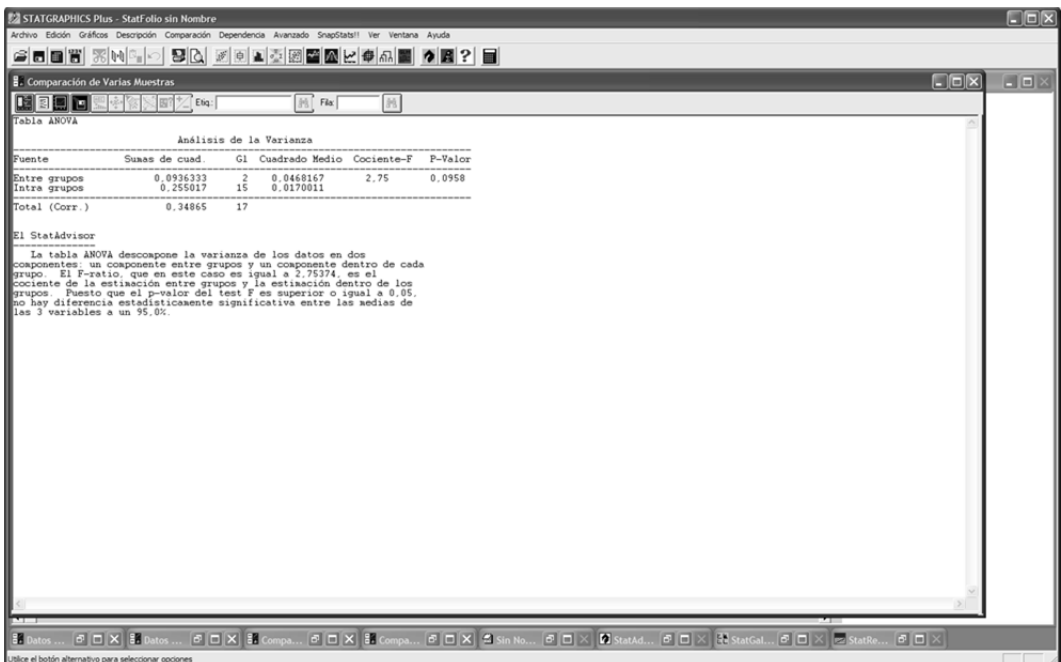 STATGRAPHICS Plus - StatFolio sin Nombre
Archivo Edición Gráficos Descripción Comparación Dependencia Avanzado SnapStats!! Ver Ventana Ayuda
Comparación de Varias Muestras
Etiq.: Fila:
Tabla ANOVA
Análisis de la Varianza
Fuente Sumas de cuad. Gl Cuadrado Medio Cociente-F P-Valor
Entre grupos 0,0936333 2 0,0468167 2,75 0,0958
Intra grupos 0,255017 15 0,0170011
Total (Corr.) 0,34865 17
El StatAdvisor
La tabla ANOVA descompone la varianza de los datos en dos
componentes: un componente entre grupos y un componente dentro de cada
grupo. El F-ratio, que en este caso es igual a 2,75374, es el
cociente de la estimación entre grupos y la estimación dentro de los
grupos. Puesto que el p-valor del test F es superior o igual a 0,05,
no hay diferencia estadísticamente significativa entre las medias de
las 3 variables a un 95,0%.
Datos ... Datos ... Compa... Compa... Sin No... StatAd... StatGal... StatRe...
Utilice el botón alternativo para seleccionar opciones